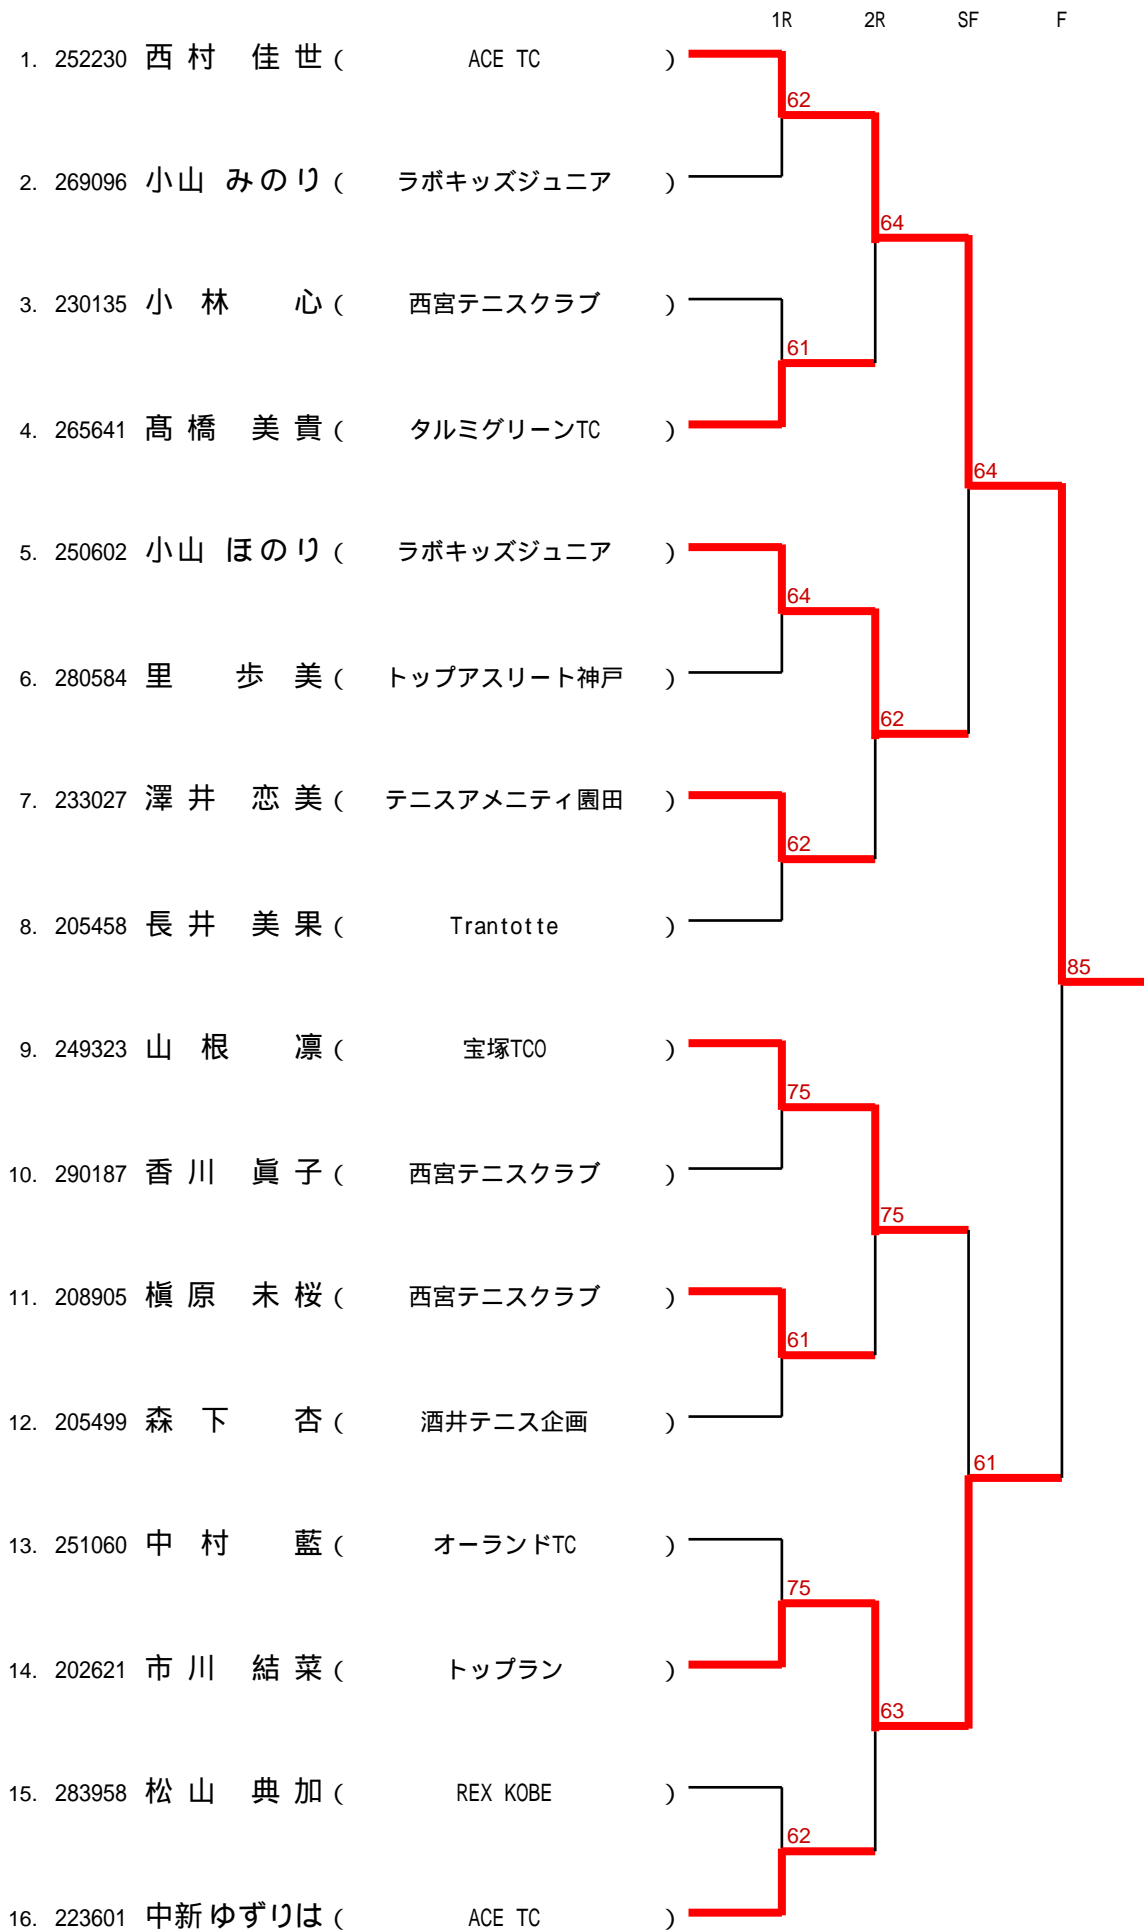 1R 2R SF F
1. 252230 西村 佳世 ( ACE TC )
62
2. 269096 小山 みのり ( ラボキッズジュニア )
64
3. 230135 小林 心 ( 西宮テニスクラブ )
61
4. 265641 髙橋 美貴 ( タルミグリーンTC )
64
5. 250602 小山 ほのり ( ラボキッズジュニア )
64
6. 280584 里 歩美 ( トップアスリート神戸 )
62
7. 233027 澤井 恋美 ( テニスアメニティ園田 )
62
8. 205458 長井 美果 ( Trantotte )
85
9. 249323 山根 凛 ( 宝塚TCO )
75
10. 290187 香川 眞子 ( 西宮テニスクラブ )
75
11. 208905 槇原 未桜 ( 西宮テニスクラブ )
61
12. 205499 森下 杏 ( 酒井テニス企画 )
61
13. 251060 中村 藍 ( オーランドTC )
75
14. 202621 市川 結菜 ( トップラン )
63
15. 283958 松山 典加 ( REX KOBE )
62
16. 223601 中新 ゆずりは ( ACE TC )